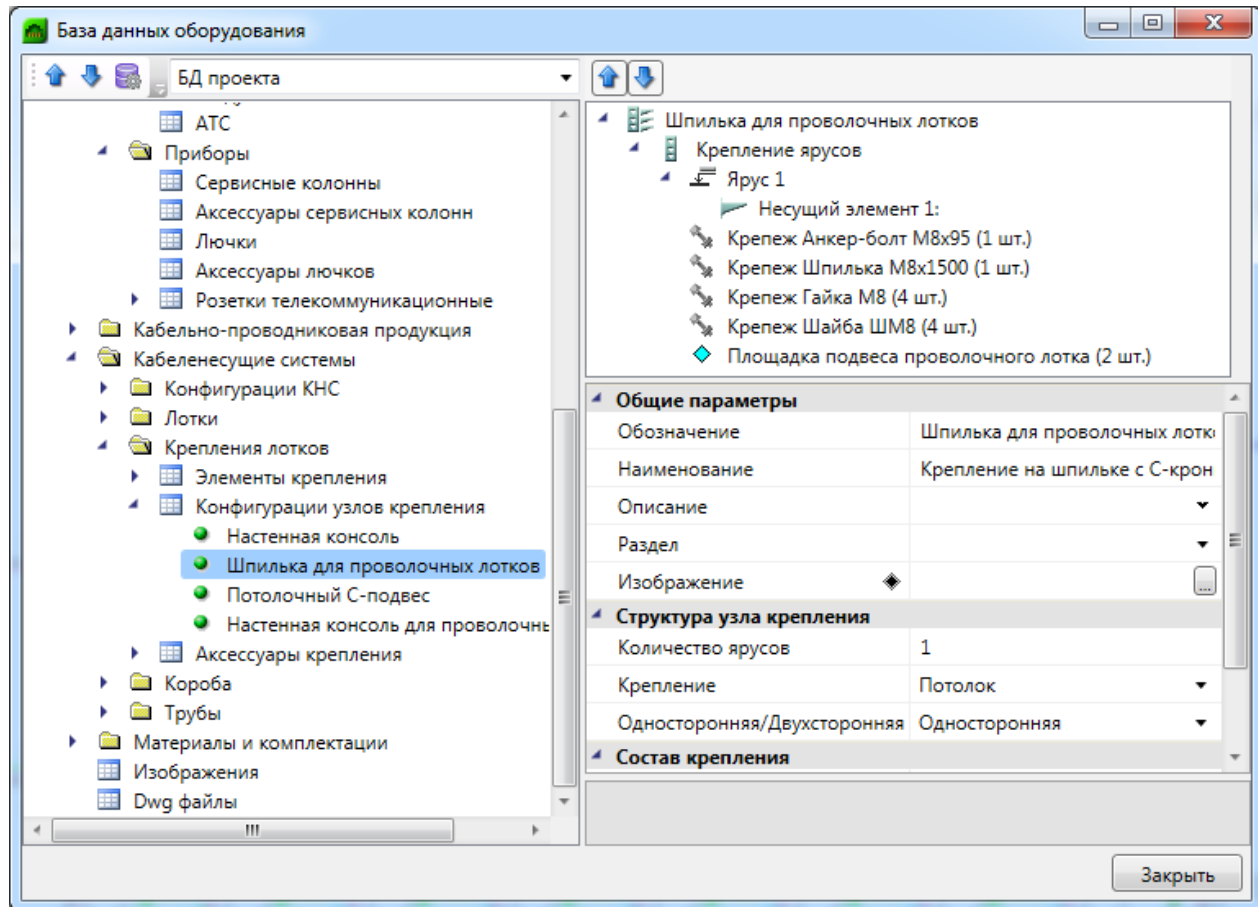 База данных оборудования
БД проекта
АТС
Приборы
Сервисные колонны
Аксессуары сервисных колонн
Лючки
Аксессуары лючков
Розетки телекоммуникационные
Кабельно-проводниковая продукция
Кабеленесущие системы
Конфигурации КНС
Лотки
Крепления лотков
Элементы крепления
Конфигурации узлов крепления
Настенная консоль
Шпилька для проволочных лотков
Потолочный С-подвес
Настенная консоль для проволочнь
Аксессуары крепления
Короба
Трубы
Материалы и комплектации
Изображения
Dwg файлы
Шпилька для проволочных лотков
Крепление ярусов
Ярус 1
Несущий элемент 1:
Крепеж Анкер-болт М8х95 (1 шт.)
Крепеж Шпилька М8х1500 (1 шт.)
Крепеж Гайка М8 (4 шт.)
Крепеж Шайба ШМ8 (4 шт.)
Площадка подвеса проволочного лотка (2 шт.)
Общие параметры
Обозначение Шпилька для проволочных лотк
Наименование Крепление на шпильке с С-крон
Описание
Раздел
Изображение ...
Структура узла крепления
Количество ярусов 1
Крепление Потолок
Односторонняя/Двухсторонняя Односторонняя
Состав крепления
Закрыть